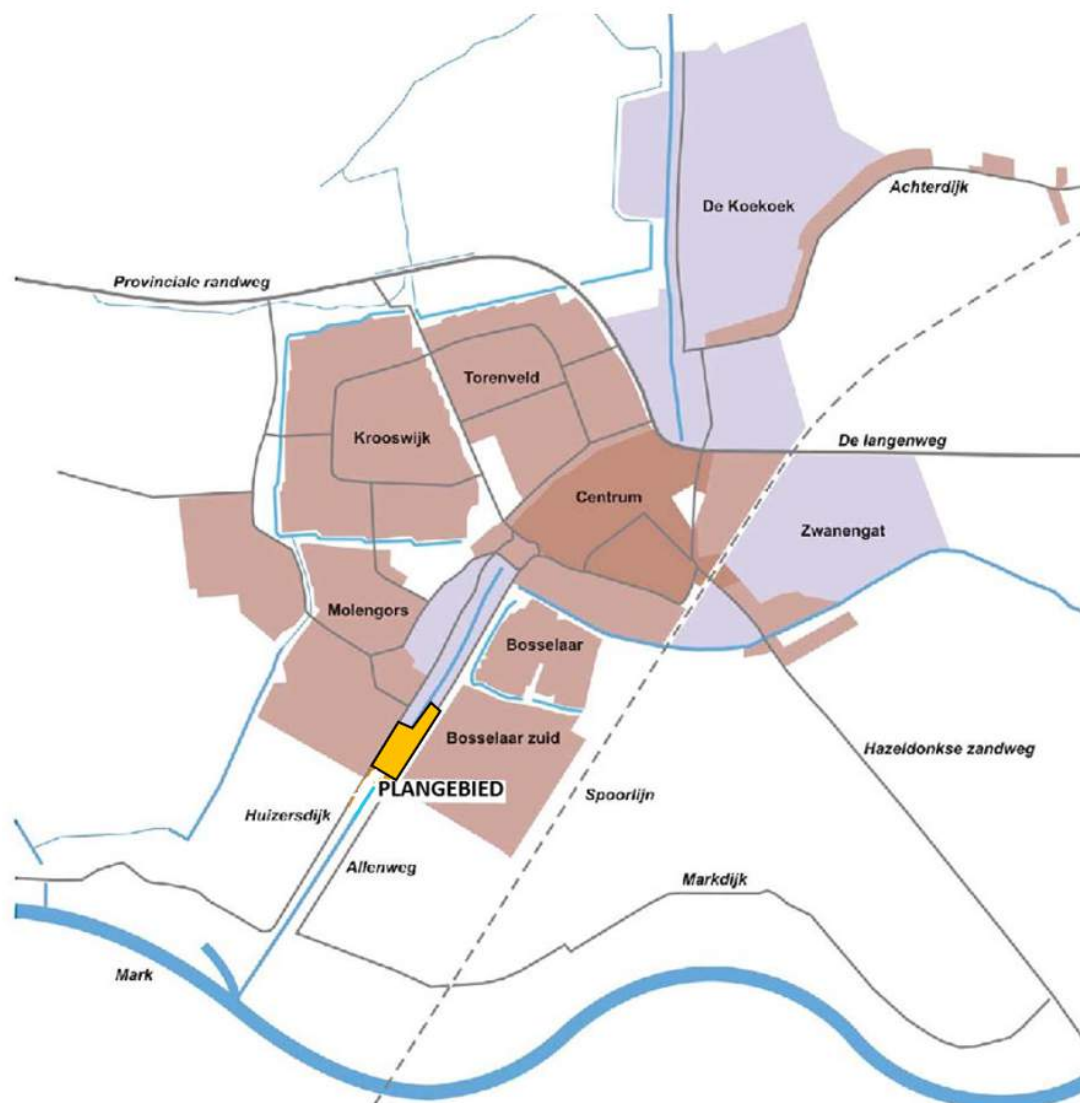 De Koekoek
Achterdijk
Provinciale randweg
Torenveld
Krooswijk
De langenweg
Centrum
Zwanengat
Molengors
Bosselaar
Bosselaar zuid
Hazeldonkse zandweg
PLANGEBIED
Spoorlijn
Huizersdijk
Allenweg
Markdijk
Mark